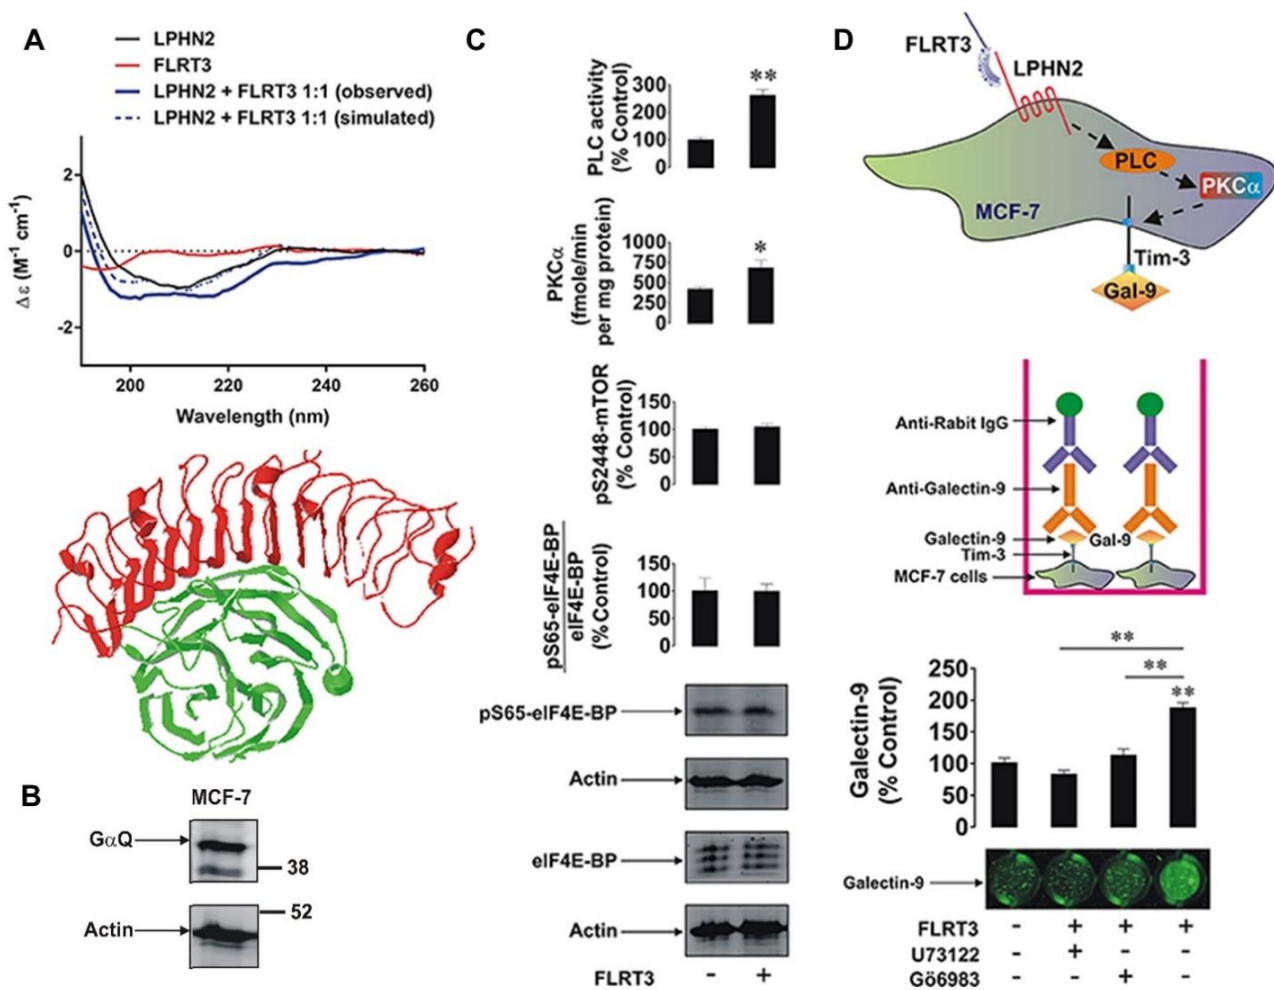 A
LPHN2
FLRT3
LPHN2 + FLRT3 1:1 (observed)
LPHN2 + FLRT3 1:1 (simulated)
2
0
-2
Δε (M⁻¹ cm⁻¹)
200 220 240 260
Wavelength (nm)
B
MCF-7
GαQ
38
52
Actin
C
PLC activity
(% Control)
300
200
100
0
**
PKCα
(fmole/min
per mg protein)
1000
750
500
250
0
*
pS2448-mTOR
(% Control)
150
100
50
0
pS65-eIF4E-BP
eIF4E-BP
(% Control)
150
100
50
0
pS65-eIF4E-BP
Actin
eIF4E-BP
Actin
FLRT3 - +
D
FLRT3
LPHN2
PLC
PKCα
MCF-7
Tim-3
Gal-9
Anti-Rabit IgG
Anti-Galectin-9
Galectin-9
Gal-9
Tim-3
MCF-7 cells
**
**
**
Galectin-9
(% Control)
250
200
150
100
50
0
Galectin-9
FLRT3 - + + +
U73122 - + - -
Gö6983 - - + -